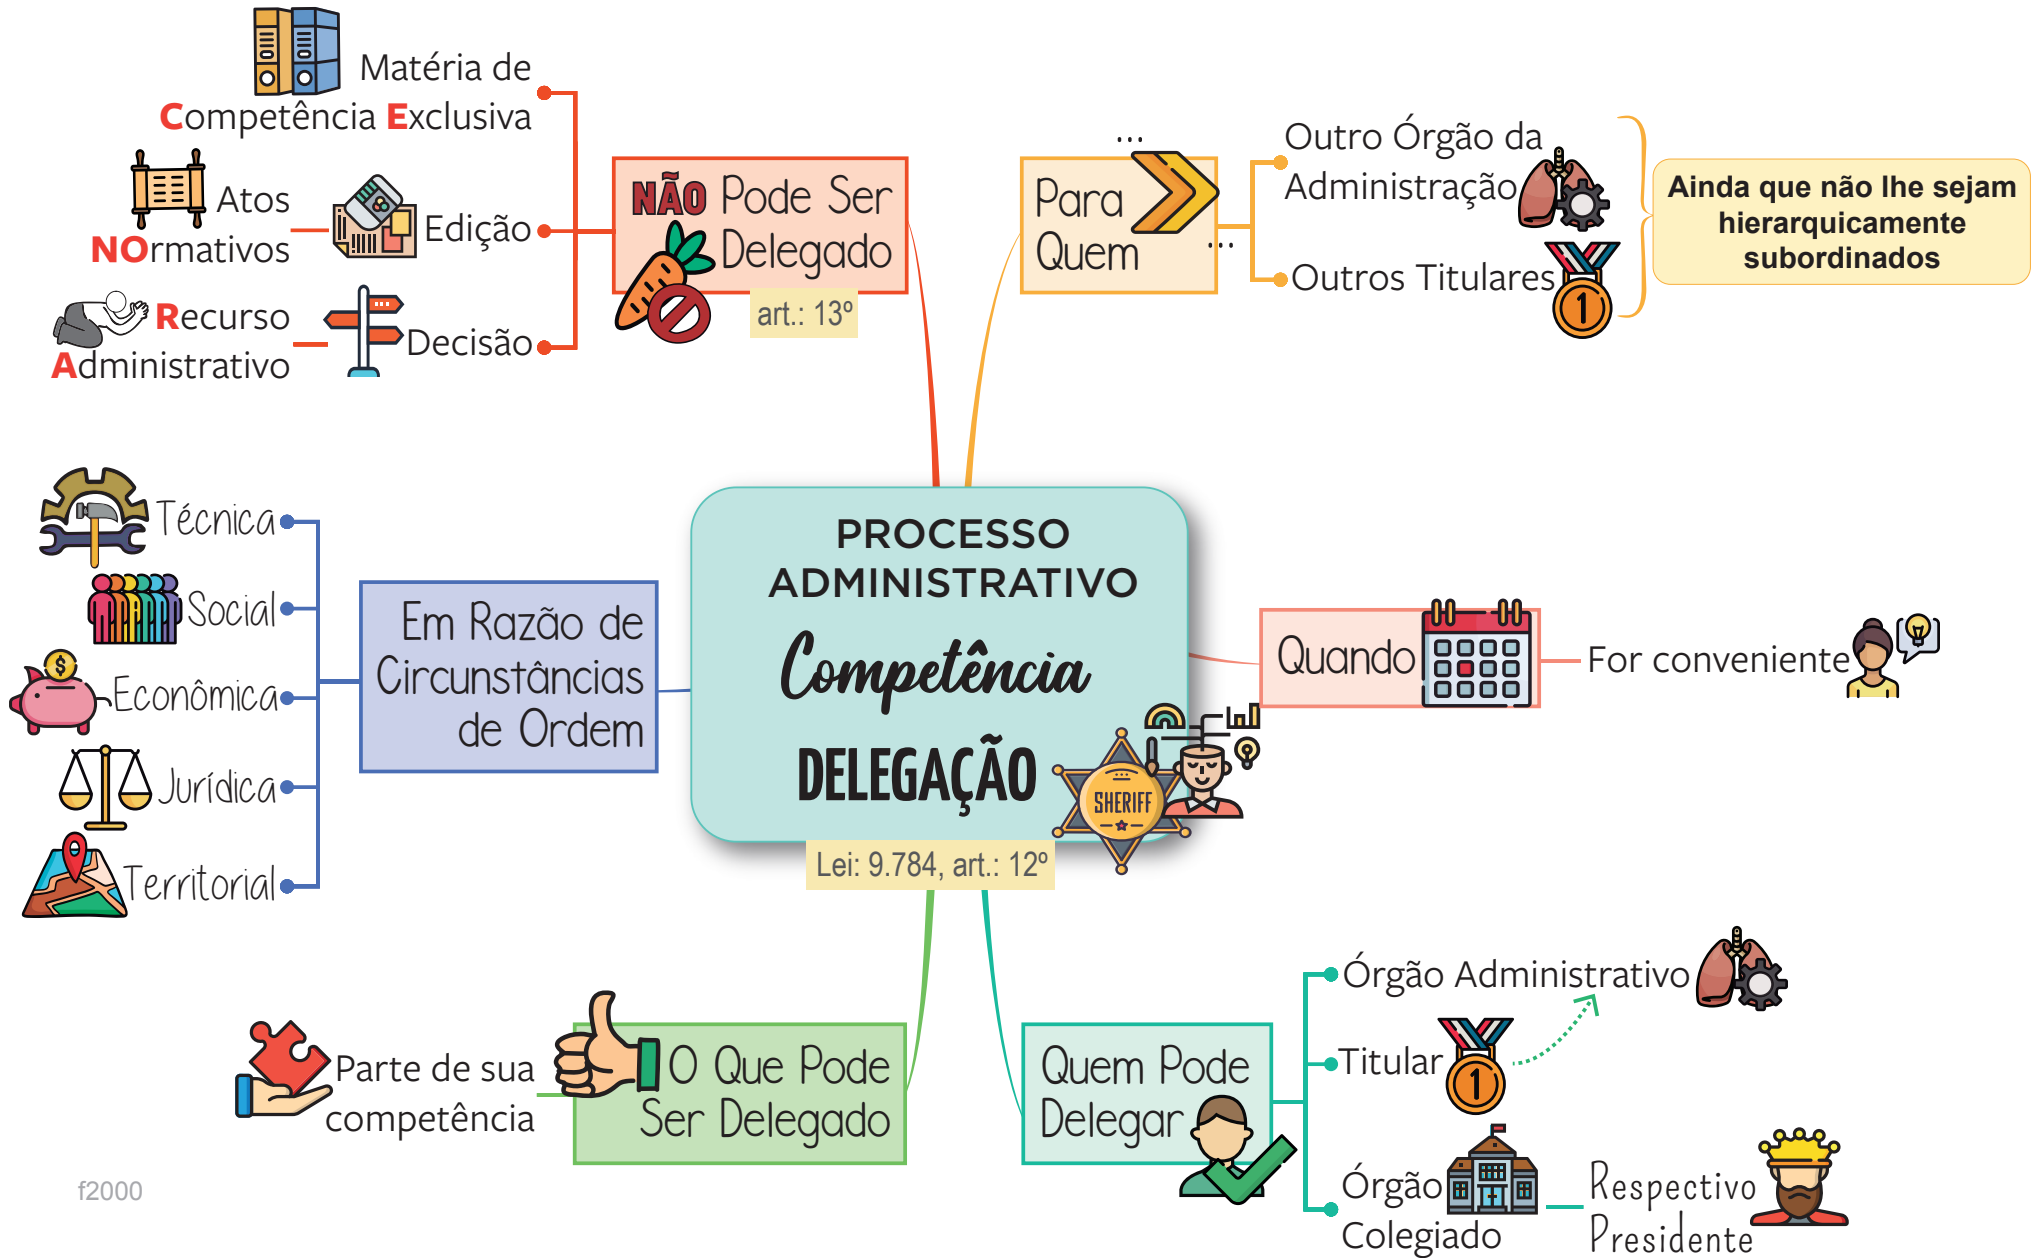 PROCESSO
ADMINISTRATIVO
Competência
DELEGAÇÃO
SHERIFF
Lei: 9.784, art.: 12º
Para
Quem
...
...
Outro Órgão da
Administração
Outros Titulares
1
Ainda que não lhe sejam
hierarquicamente
subordinados
Quando
For conveniente
Quem Pode
Delegar
Órgão Administrativo
Titular
1
Órgão
Colegiado
Respectivo
Presidente
O Que Pode
Ser Delegado
Parte de sua
competência
Em Razão de
Circunstâncias
de Ordem
Técnica
Social
$
Econômica
Jurídica
Territorial
NÃO Pode Ser
Delegado
art.: 13º
Matéria de
Competência Exclusiva
Edição
Atos
NOrmativos
Decisão
Recurso
Administrativo
f2000